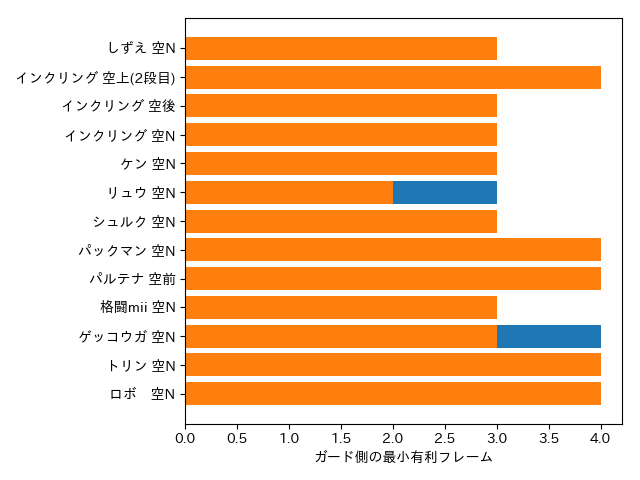 しずえ 空N
インクリング 空上(2段目)
インクリング 空後
インクリング 空N
ケン 空N
リュウ 空N
シュルク 空N
パックマン 空N
パルテナ 空前
格闘mii 空N
ゲッコウガ 空N
トリン 空N
ロボ　空N
0.0 0.5 1.0 1.5 2.0 2.5 3.0 3.5 4.0
ガード側の最小有利フレーム